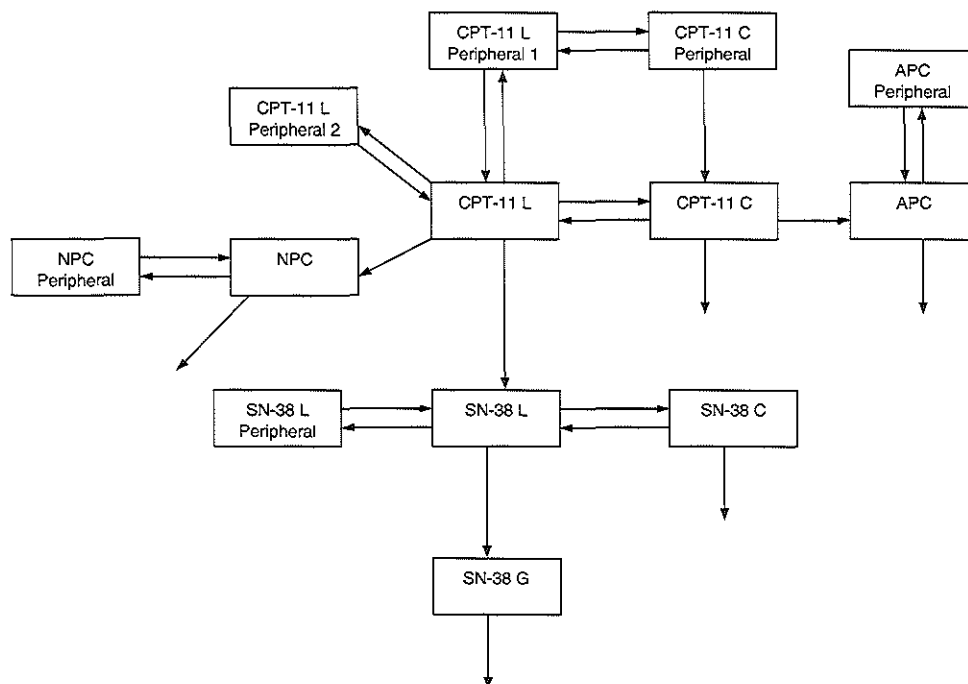 CPT-11 L
Peripheral 1
CPT-11 C
Peripheral
APC
Peripheral
CPT-11 L
Peripheral 2
CPT-11 L
CPT-11 C
APC
NPC
Peripheral
NPC
SN-38 L
Peripheral
SN-38 L
SN-38 C
SN-38 G